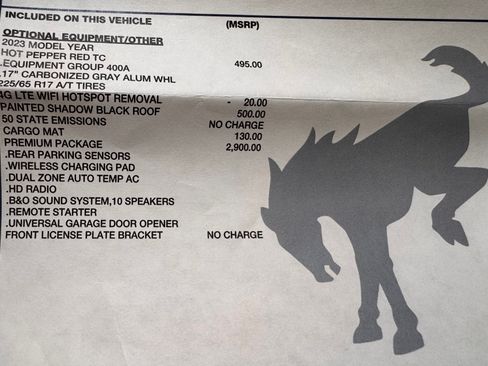 INCLUDED ON THIS VEHICLE (MSRP)
OPTIONAL EQUIPMENT/OTHER
2023 MODEL YEAR
HOT PEPPER RED TC 495.00
.EQUIPMENT GROUP 400A
.17" CARBONIZED GRAY ALUM WHL
225/65 R17 A/T TIRES
4G LTE WIFI HOTSPOT REMOVAL - 20.00
PAINTED SHADOW BLACK ROOF 500.00
50 STATE EMISSIONS NO CHARGE
CARGO MAT 130.00
PREMIUM PACKAGE 2,900.00
.REAR PARKING SENSORS
.WIRELESS CHARGING PAD
.DUAL ZONE AUTO TEMP AC
.HD RADIO
.B&O SOUND SYSTEM,10 SPEAKERS
.REMOTE STARTER
.UNIVERSAL GARAGE DOOR OPENER
FRONT LICENSE PLATE BRACKET NO CHARGE